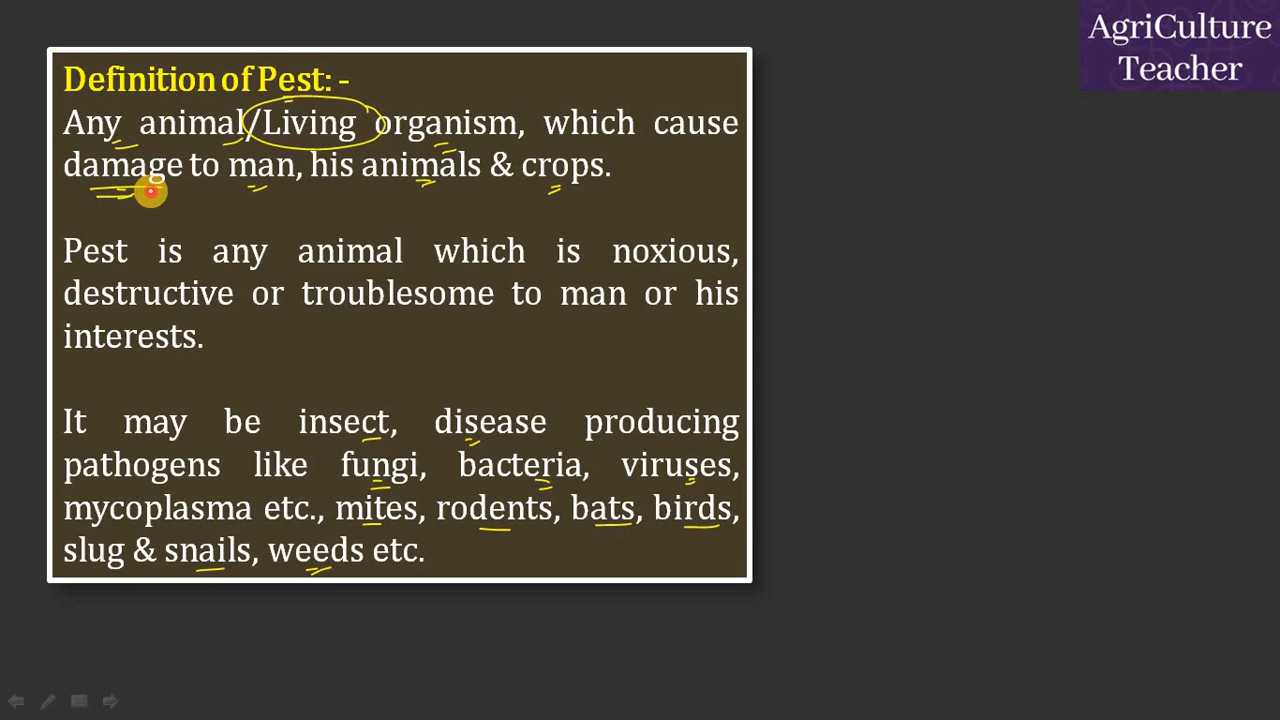 AgriCulture
Teacher
Definition of Pest: -
Any animal/Living organism, which cause
damage to man, his animals & crops.
Pest is any animal which is noxious,
destructive or troublesome to man or his
interests.
It may be insect, disease producing
pathogens like fungi, bacteria, viruses,
mycoplasma etc., mites, rodents, bats, birds,
slug & snails, weeds etc.